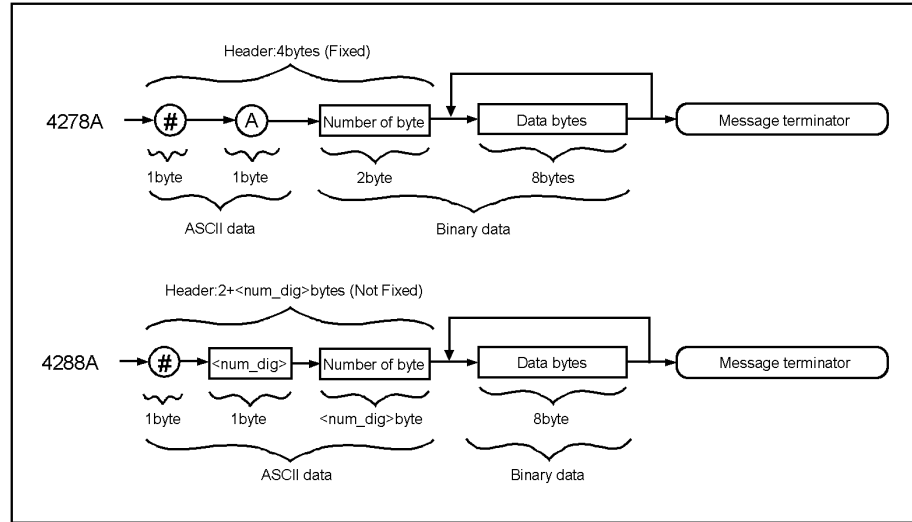 Header:4bytes (Fixed)
4278A
#
A
Number of byte
Data bytes
Message terminator
1byte
1byte
2byte
8bytes
ASCII data
Binary data
Header:2+<num_dig>bytes (Not Fixed)
4288A
#
<num_dig>
Number of byte
Data bytes
Message terminator
1byte
1byte
<num_dig>byte
8byte
ASCII data
Binary data